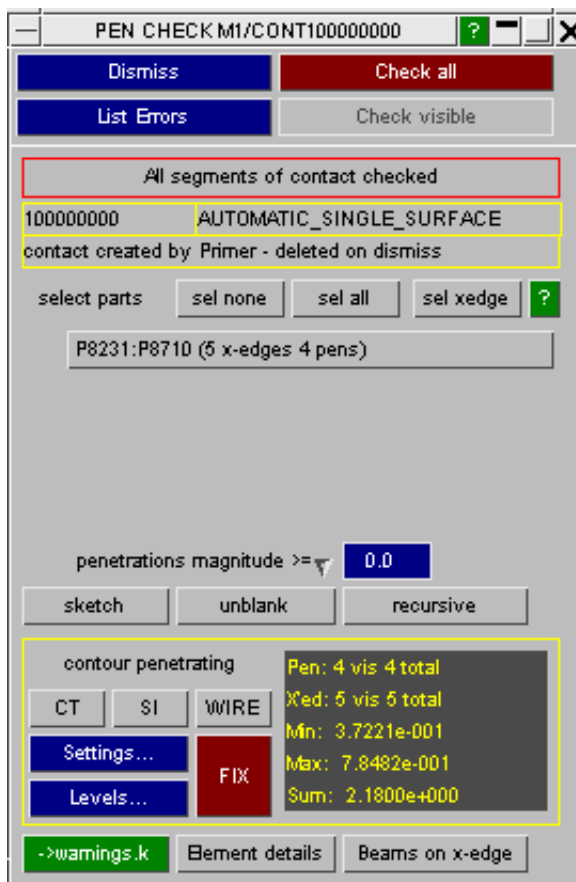 PEN CHECK M1/CONT100000000 ?
Dismiss Check all
List Errors Check visible
All segments of contact checked
100000000 AUTOMATIC_SINGLE_SURFACE
contact created by Primer - deleted on dismiss
select parts sel none sel all sel xedge ?
P8231:P8710 (5 x-edges 4 pens)
penetrations magnitude >= 0.0
sketch unblank recursive
contour penetrating
CT SI WIRE
Settings...
Levels...
FIX
Pen: 4 vis 4 total
X'ed: 5 vis 5 total
Min: 3.7221e-001
Max: 7.8482e-001
Sum: 2.1800e+000
->warnings.k Element details Beams on x-edge